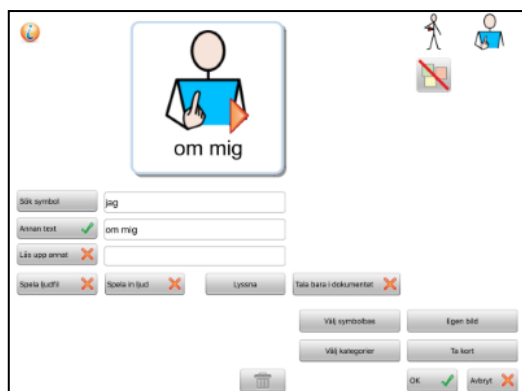 om mig
Sök symbol
jag
Annan text
om mig
Läs upp annat
Spela ljudfil
Spela in ljud
Lyssna
Tala bara i dokumentet
Välj symbolbas
Egen bild
Välj kategorier
Ta kort
OK
Avbryt